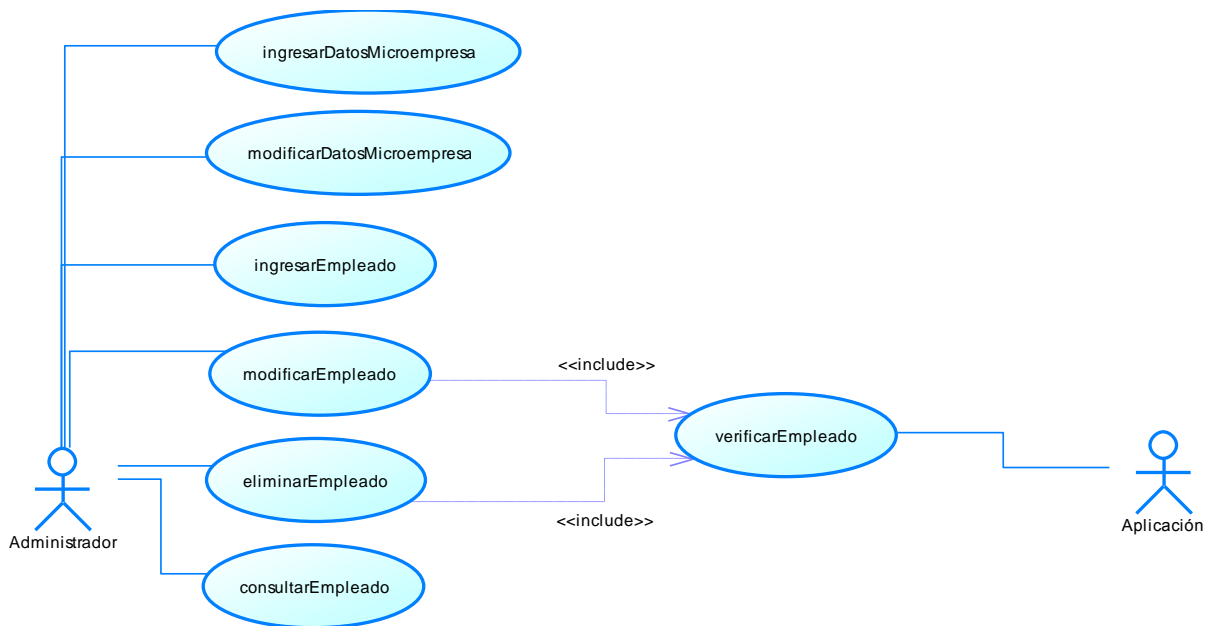 ingresarDatosMicroempresa
modificarDatosMicroempresa
ingresarEmpleado
modificarEmpleado
<<include>>
verificarEmpleado
eliminarEmpleado
<<include>>
Administrador
Aplicación
consultarEmpleado